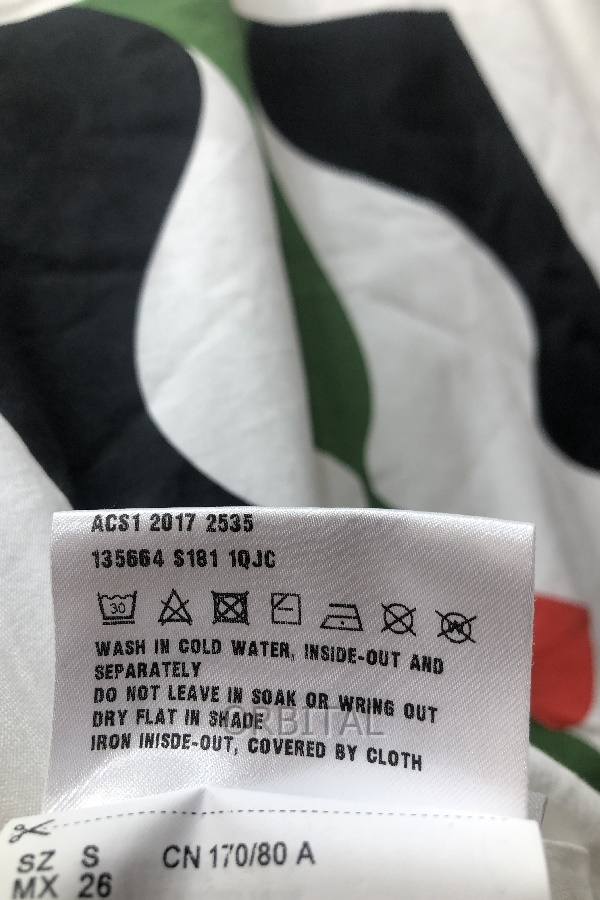 ACS1 2017 2535
135664 S181 1QJC
30
W
WASH IN COLD WATER, INSIDE-OUT AND
SEPARATELY
DO NOT LEAVE IN SOAK OR WRING OUT
DRY FLAT IN SHADE
ORBITAL
IRON INISDE-OUT, COVERED BY CLOTH
SZ S CN 170/80 A
MX 26